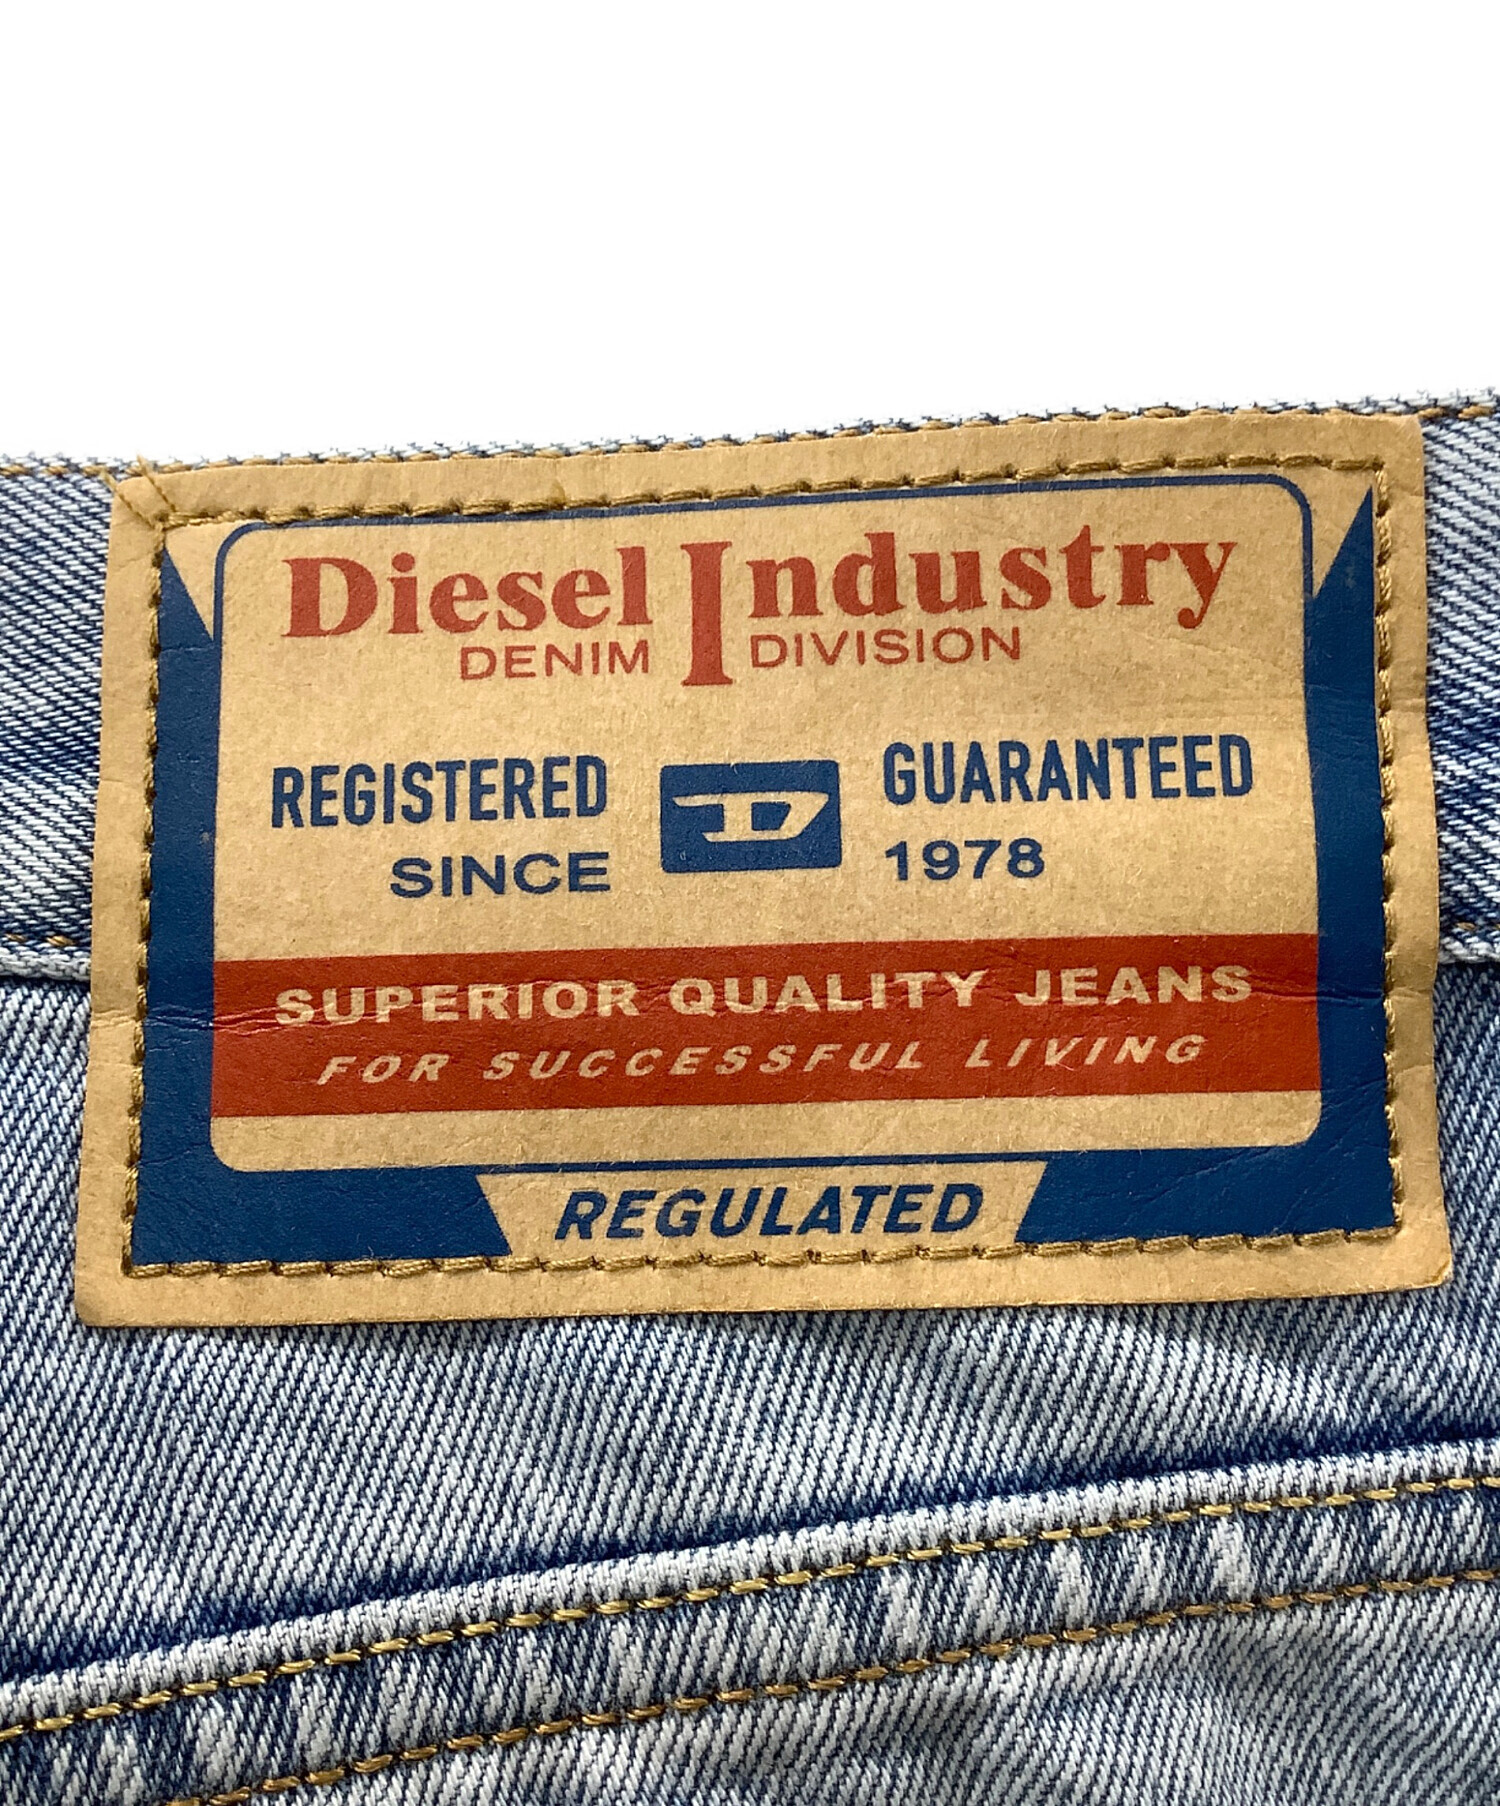 Diesel Industry
DENIM DIVISION
REGISTERED D GUARANTEED
SINCE 1978
SUPERIOR QUALITY JEANS
FOR SUCCESSFUL LIVING
REGULATED